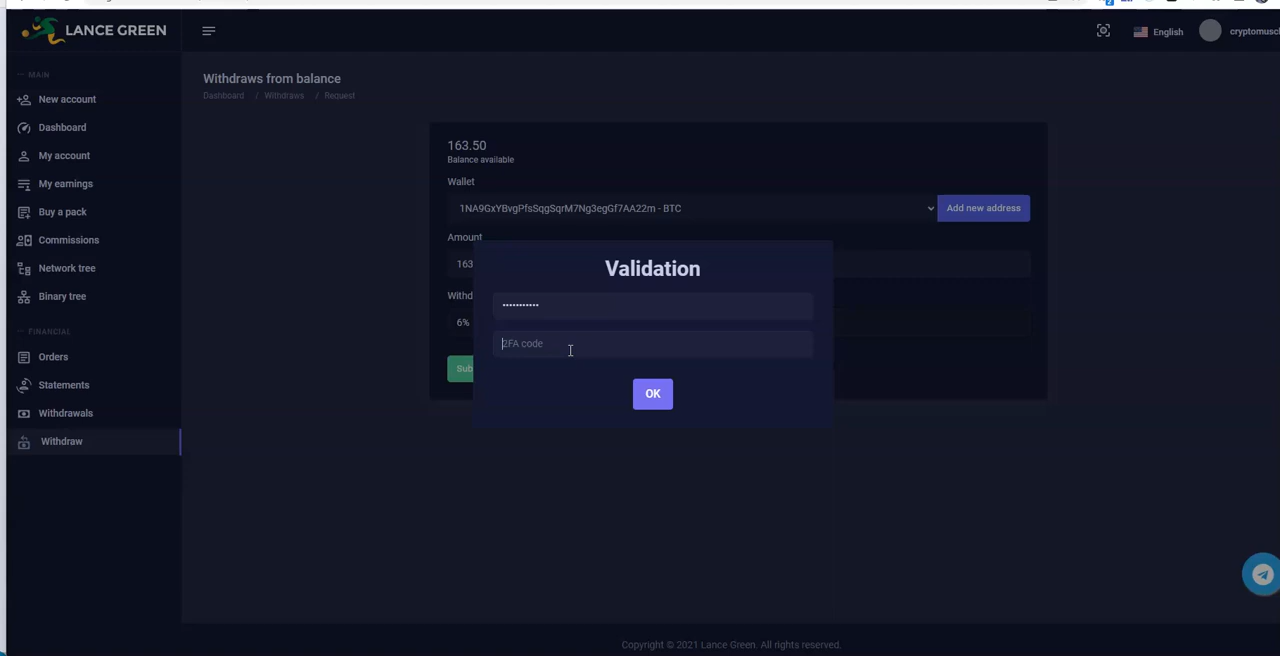 LANCE GREEN
English
MAIN
New account
Dashboard
My account
My earnings
Buy a pack
Commissions
Network tree
Binary tree
FINANCIAL
Orders
Statements
Withdrawals
Withdraw
Withdraws from balance
Dashboard / Withdraws / Request
163.50
Balance available
Wallet
1NA9GxYBvgPfsSqgSqrM7Ng3egGf7AA22m - BTC
Add new address
Amount
163
Withd
6%
Sub
Validation
•••••••••••
2FA code
OK
Copyright © 2021 Lance Green. All rights reserved.